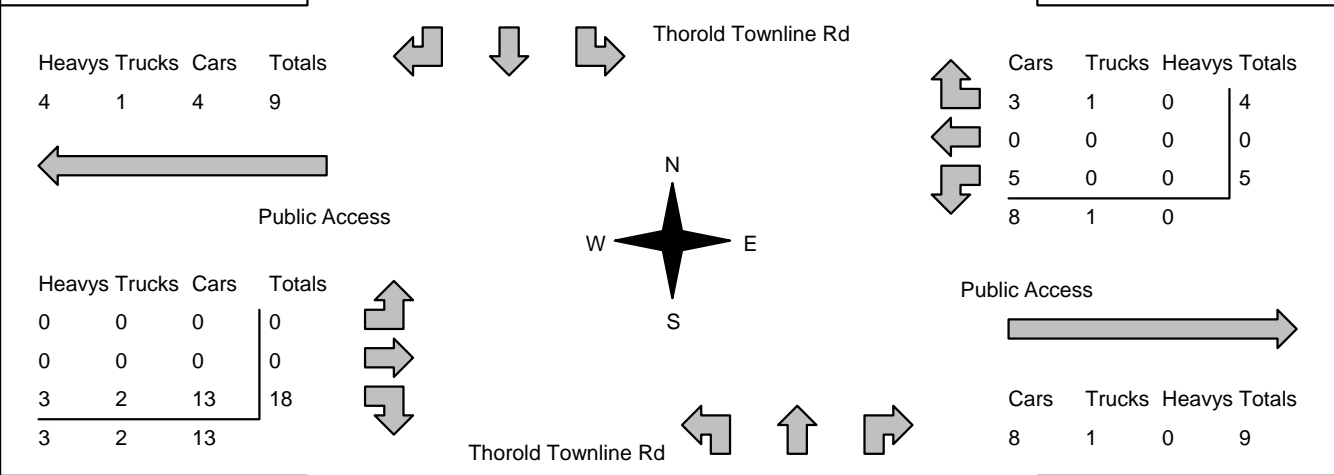 Thorold Townline Rd
Heavys Trucks Cars Totals
4 1 4 9
Public Access
Heavys Trucks Cars Totals
0 0 0 0
0 0 0 0
3 2 13 18
3 2 13
N
W E
S
Cars Trucks Heavys Totals
3 1 0 4
0 0 0 0
5 0 0 5
8 1 0
Public Access
Cars Trucks Heavys Totals
8 1 0 9
Thorold Townline Rd